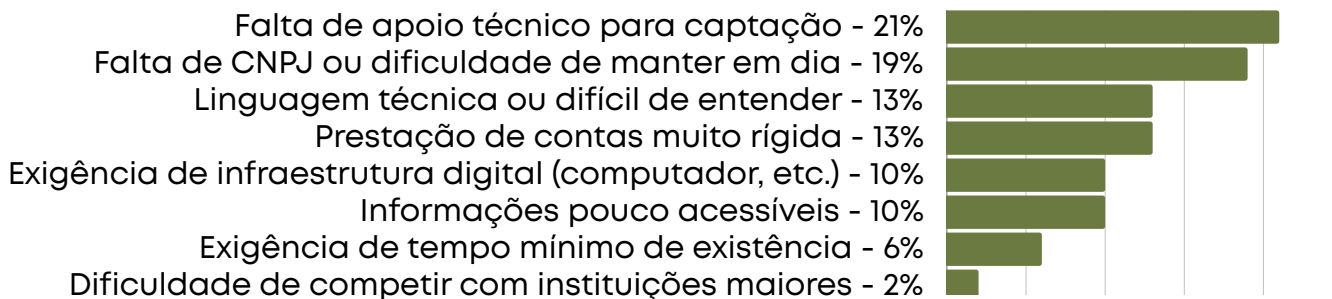 Falta de apoio técnico para captação - 21%
Falta de CNPJ ou dificuldade de manter em dia - 19%
Linguagem técnica ou difícil de entender - 13%
Prestação de contas muito rígida - 13%
Exigência de infraestrutura digital (computador, etc.) - 10%
Informações pouco acessíveis - 10%
Exigência de tempo mínimo de existência - 6%
Dificuldade de competir com instituições maiores - 2%